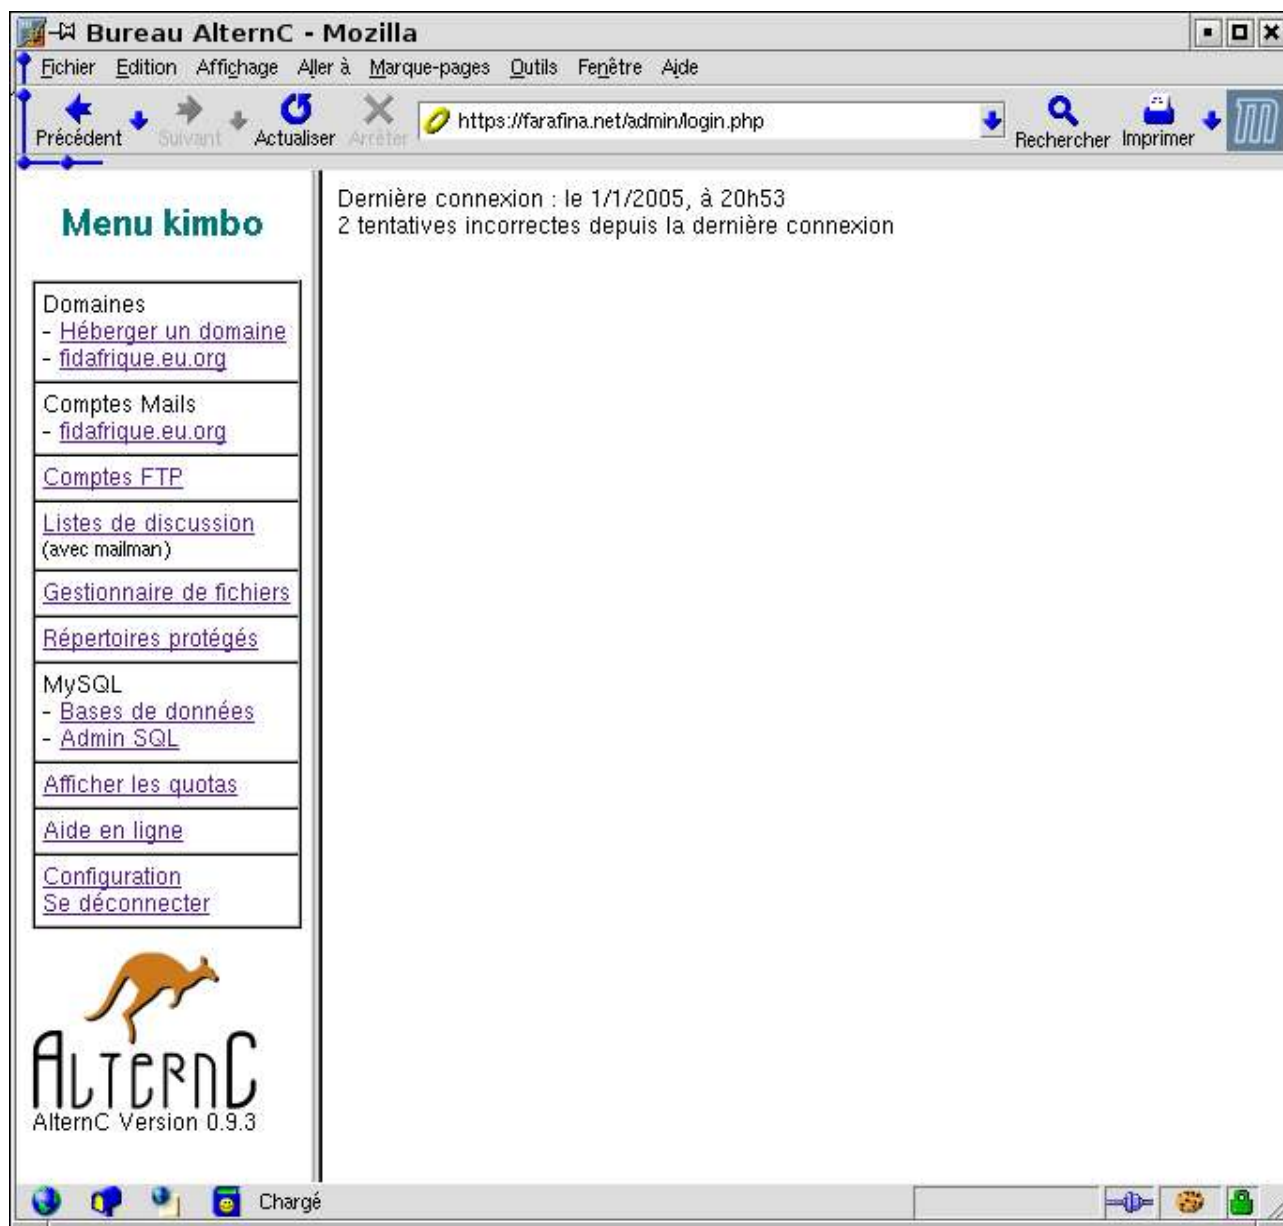 Bureau AlternC - Mozilla
Fichier Edition Affichage Aller à Marque-pages Outils Fenêtre Aide
Précédent Suivant Actualiser Arrêter https://farafina.net/admin/login.php Rechercher Imprimer
Menu kimbo
Domaines
- Héberger un domaine
- fidafrique.eu.org
Comptes Mails
- fidafrique.eu.org
Comptes FTP
Listes de discussion
(avec mailman)
Gestionnaire de fichiers
Répertoires protégés
MySQL
- Bases de données
- Admin SQL
Afficher les quotas
Aide en ligne
Configuration
Se déconnecter
ALTERNC
AlternC Version 0.9.3
Dernière connexion : le 1/1/2005, à 20h53
2 tentatives incorrectes depuis la dernière connexion
Chargé